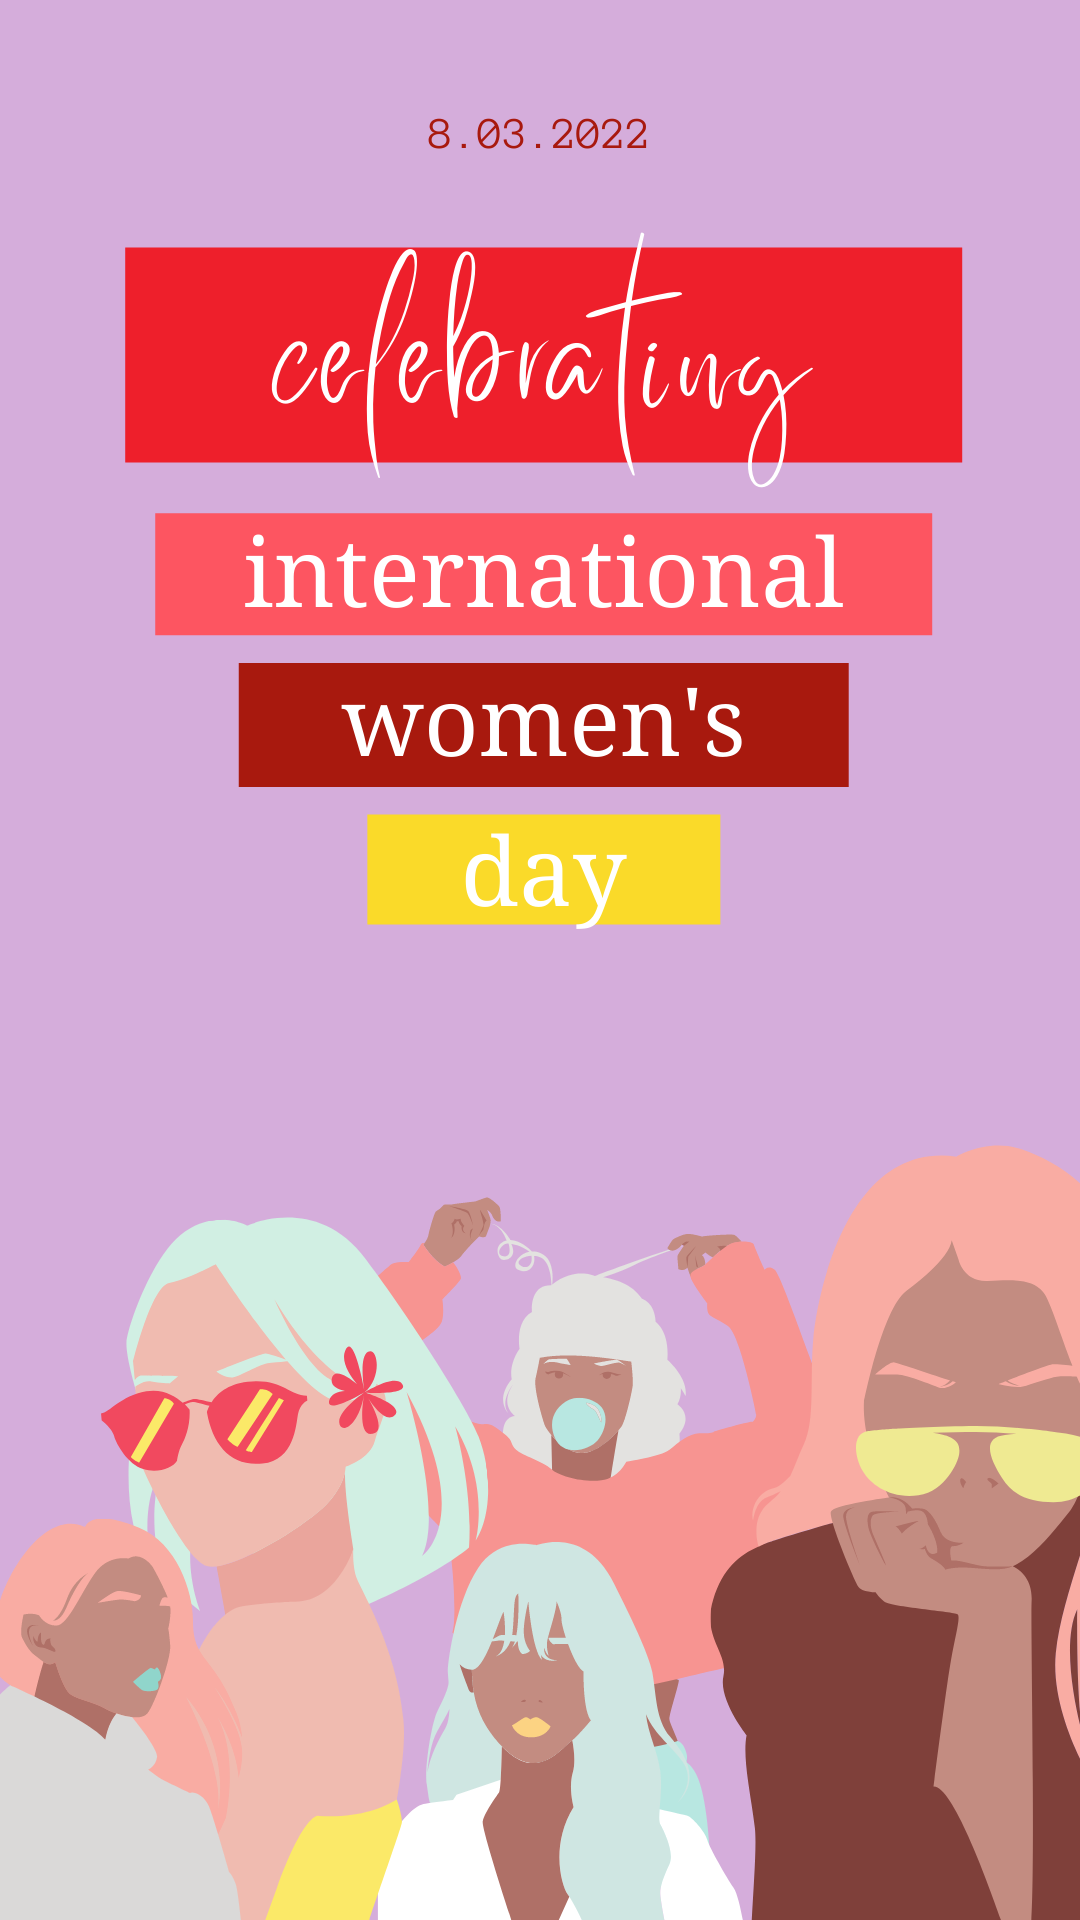 8.03.2022
celebrating
international
women's
day